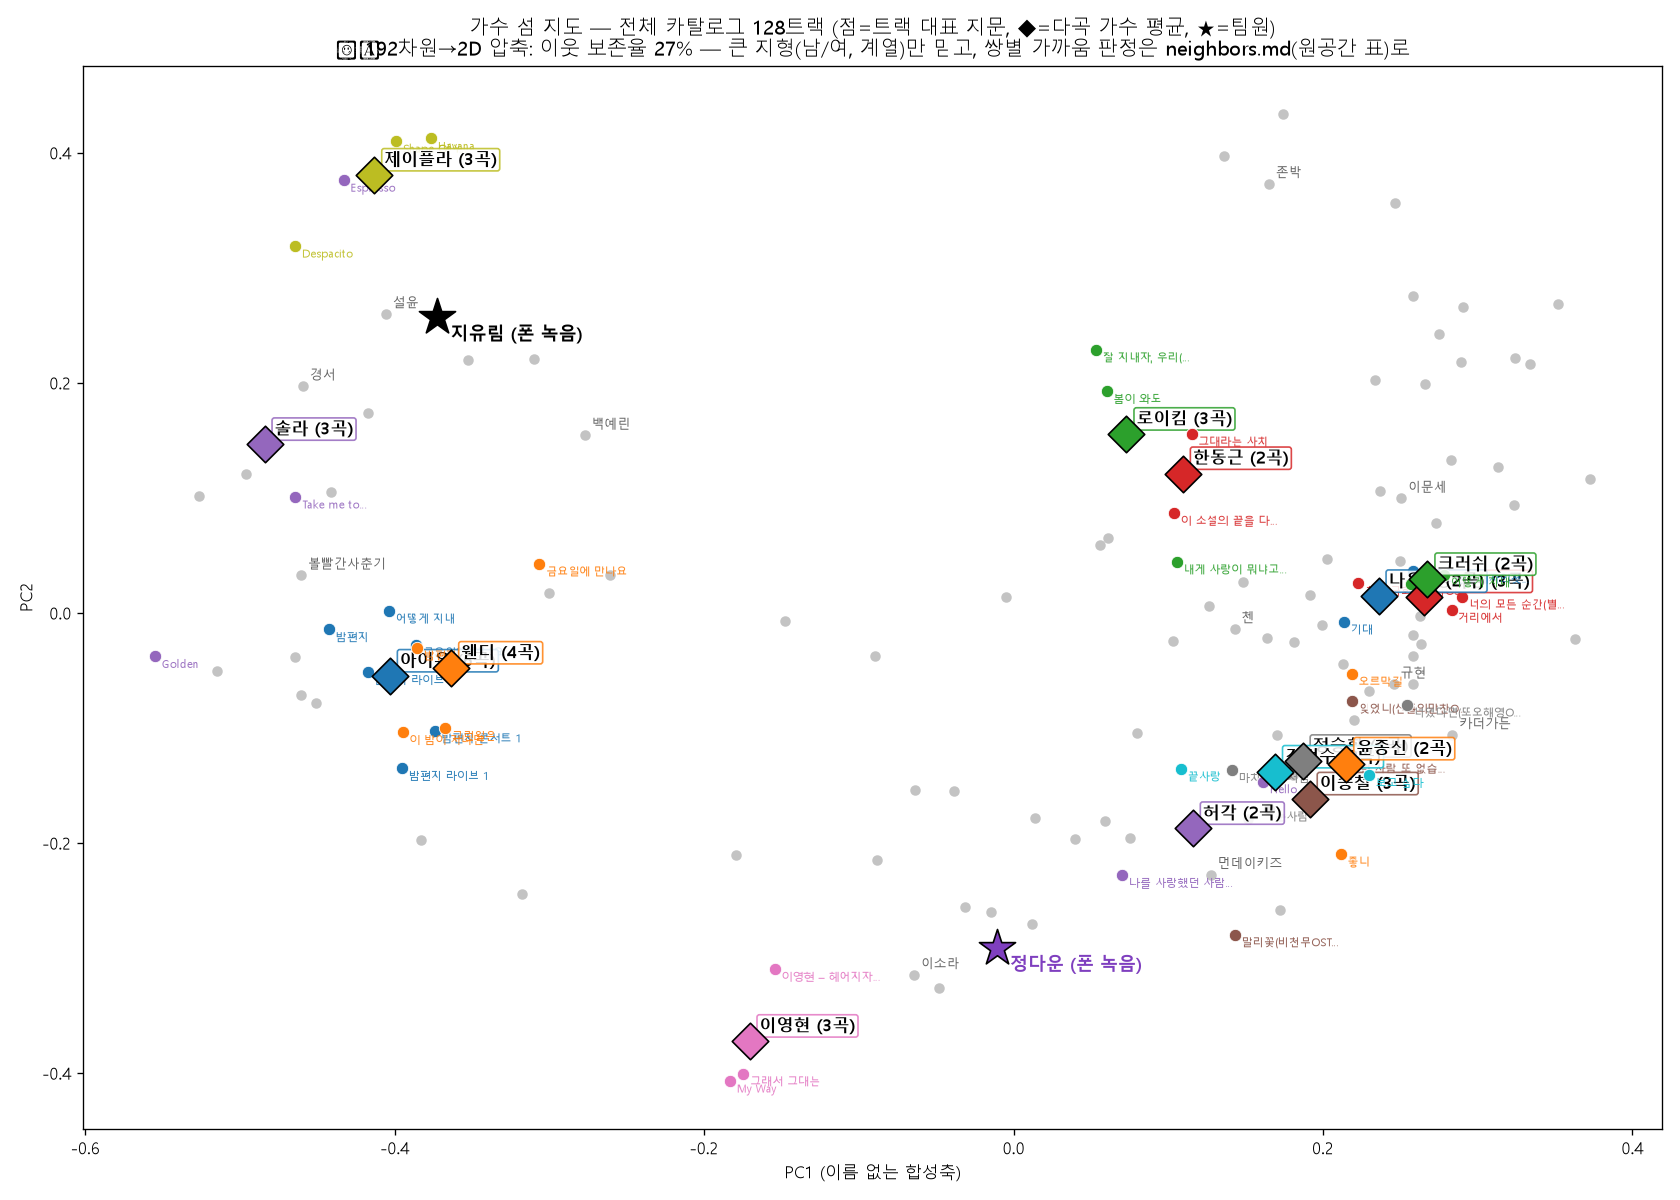 가수 섬 지도 — 전체 카탈로그 128트랙 (점=트랙 대표 지문, ◆=다곡 가수 평균, ★=팀원)
192차원→2D 압축: 이웃 보존율 27% — 큰 지형(남/여, 계열)만 믿고, 쌍별 가까움 판정은 neighbors.md(원공간 표)로
PC2
0.4
0.2
0.0
-0.2
-0.4
-0.6
-0.4
-0.2
0.0
0.2
0.4
PC1 (이름 없는 합성축)
Havana
제이플라 (3곡)
Espresso
Despacito
설윤
지유림 (폰 녹음)
경서
솔라 (3곡)
백예린
Take me to...
볼빨간사춘기
금요일에 만나요
어떻게 지내
밤편지
Golden
웬디 (4곡)
밤편지 라이브 1
존박
잘 지내자, 우리(...
봄이 와도
로이킴 (3곡)
그대라는 사치
한동근 (2곡)
이 소설의 끝을 다...
내게 사랑이 뭐냐고...
이문세
크러쉬 (2곡)
너의 모든 순간(별...
거리에서
기대
첸
규현
오르막길
카더가든
윤종신 (2곡)
끝사랑
이승철 (3곡)
허각 (2곡)
먼데이키즈
좋니
나를 사랑했던 사람...
말리꽃(비천무OST...
이소라
정다운 (폰 녹음)
이영현 – 헤어지자...
이영현 (3곡)
그래서 그대는
My Way